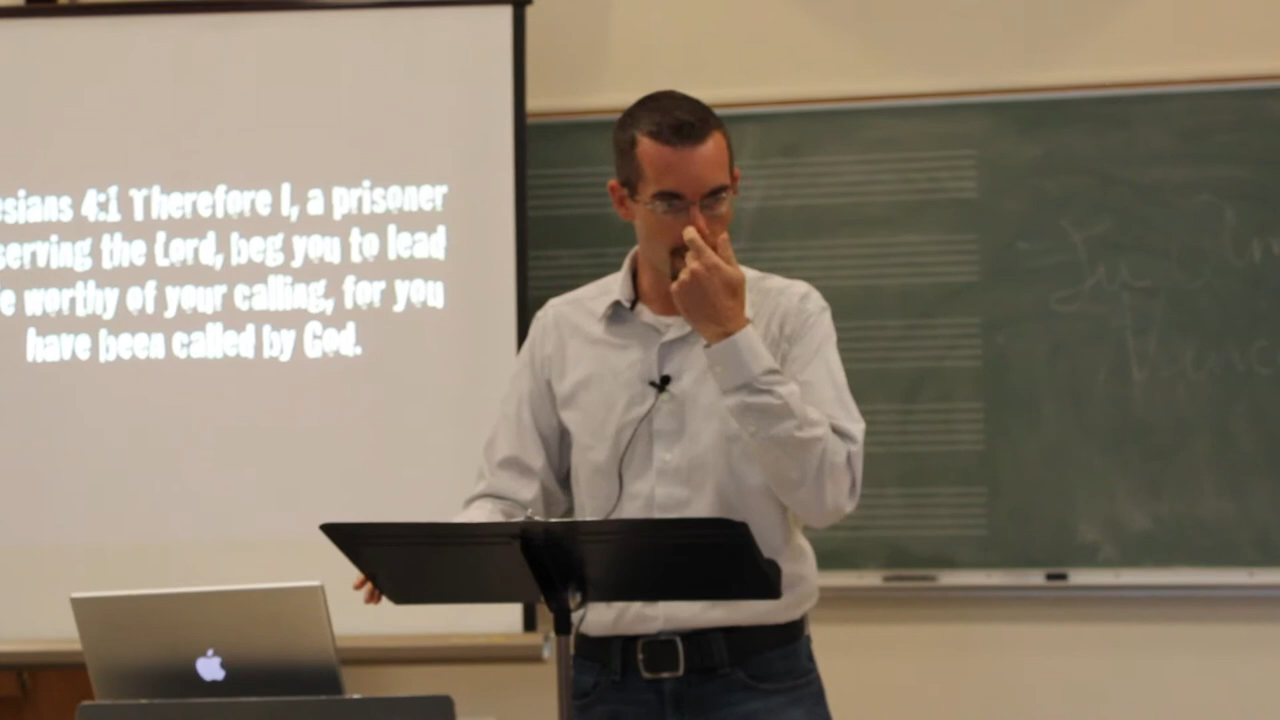 sians 4:1 Therefore I, a prisoner
serving the Lord, beg you to lead
e worthy of your calling, for you
have been called by God.